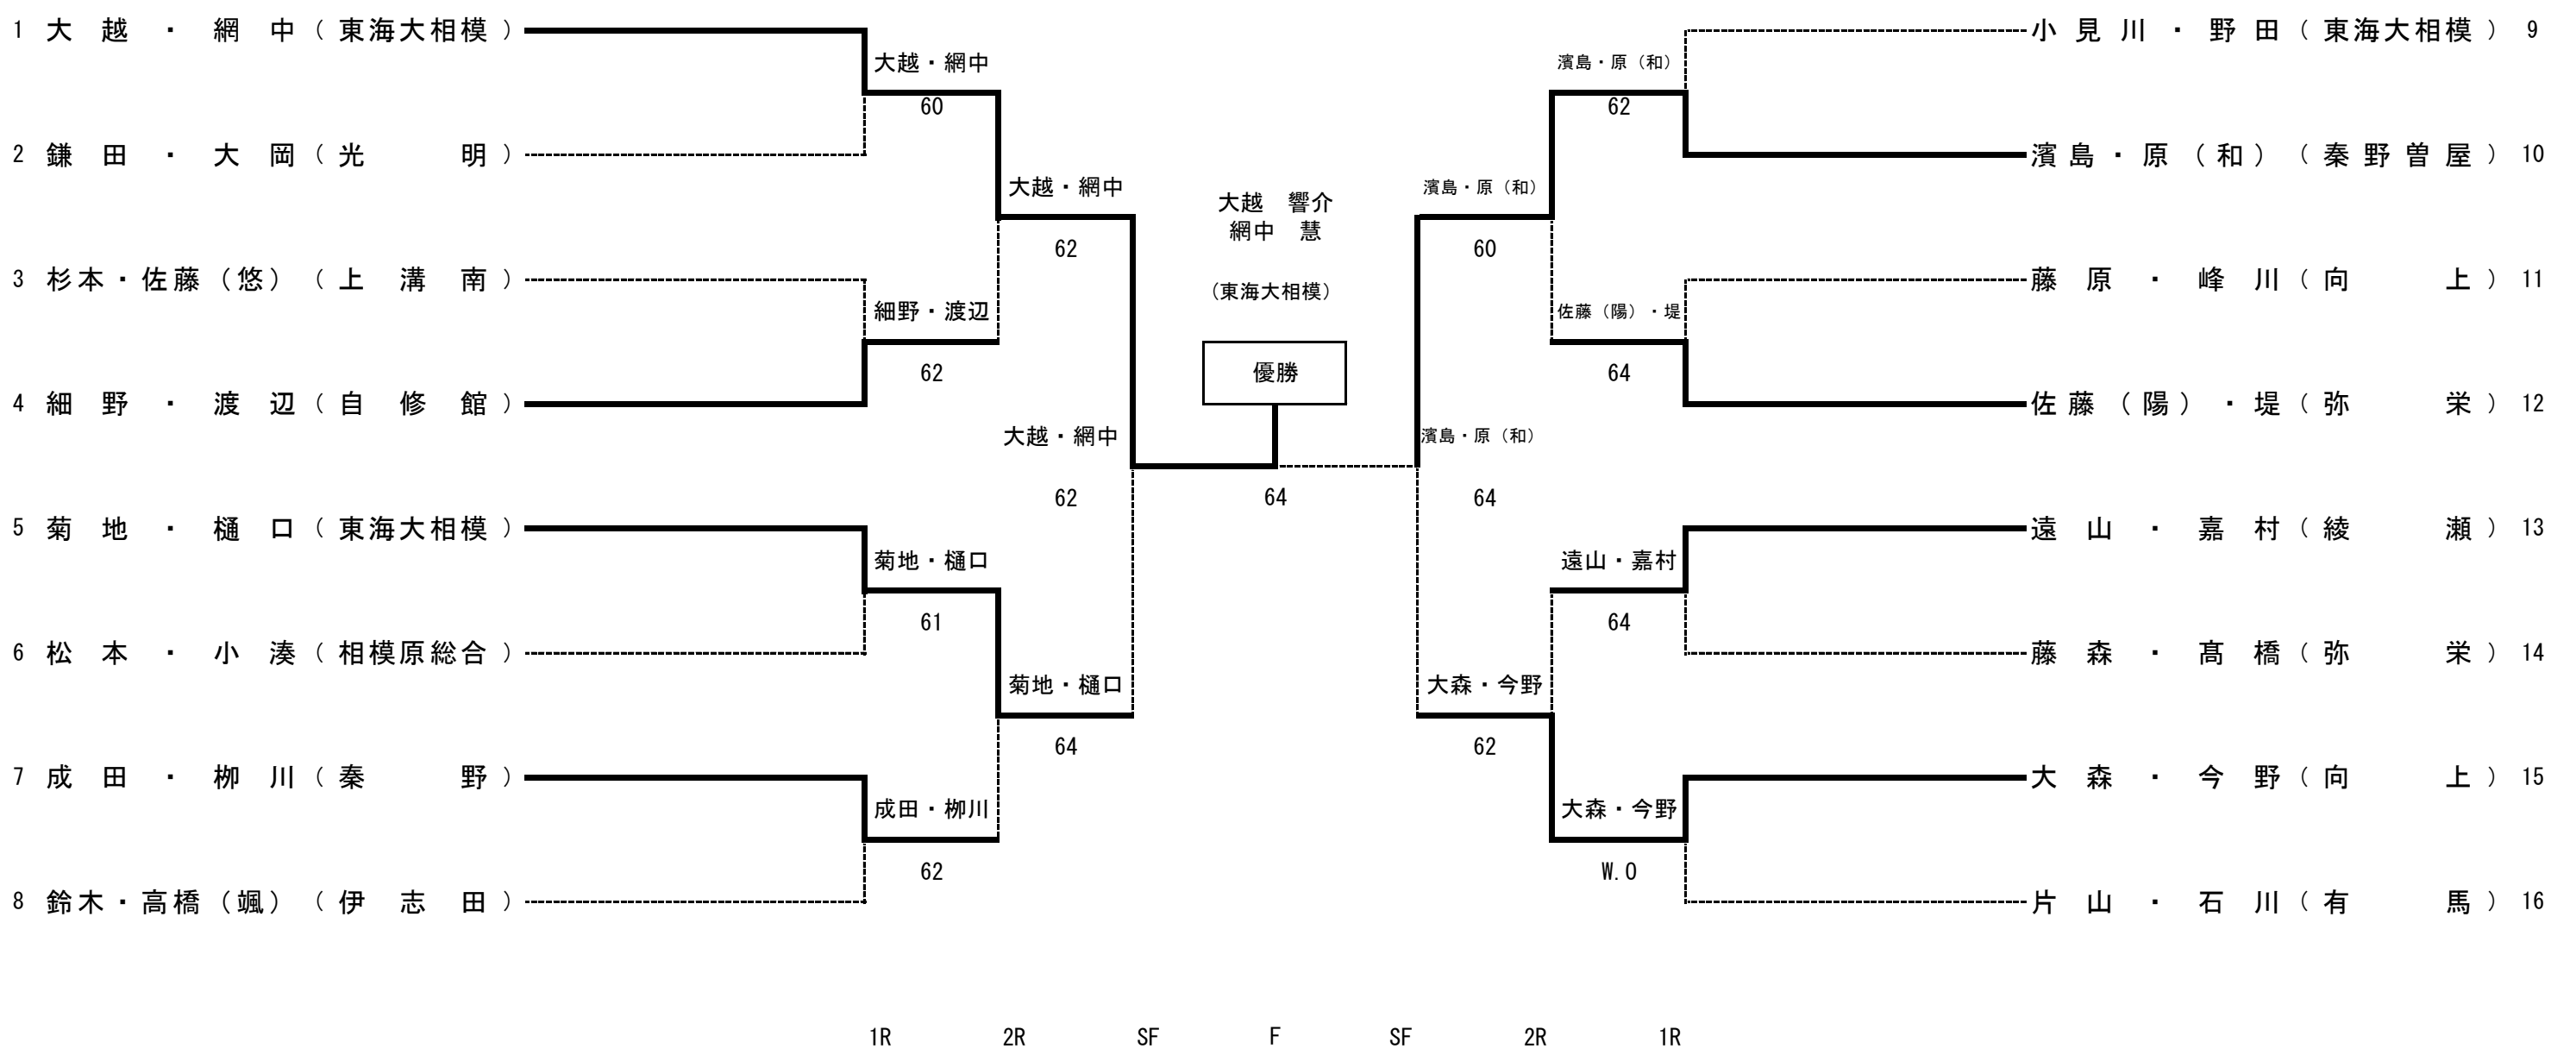 1 大越・網中（東海大相模）
大越・網中
60
2 鎌田・大岡（光明）
大越・網中
62
3 杉本・佐藤（悠）（上溝南）
細野・渡辺
62
4 細野・渡辺（自修館）
大越・網中
62
5 菊地・樋口（東海大相模）
菊地・樋口
61
6 松本・小湊（相模原総合）
菊地・樋口
64
7 成田・栁川（秦野）
成田・栁川
62
8 鈴木・高橋（颯）（伊志田）
大越　響介
網中　慧
（東海大相模）
優勝
64
小見川・野田（東海大相模）9
濱島・原（和）
62
濱島・原（和）（秦野曽屋）10
濱島・原（和）
60
藤原・峰川（向上）11
佐藤（陽）・堤
64
佐藤（陽）・堤（弥栄）12
濱島・原（和）
64
遠山・嘉村（綾瀬）13
遠山・嘉村
64
藤森・髙橋（弥栄）14
大森・今野
62
大森・今野（向上）15
大森・今野
W.O
片山・石川（有馬）16
1R 2R SF F SF 2R 1R